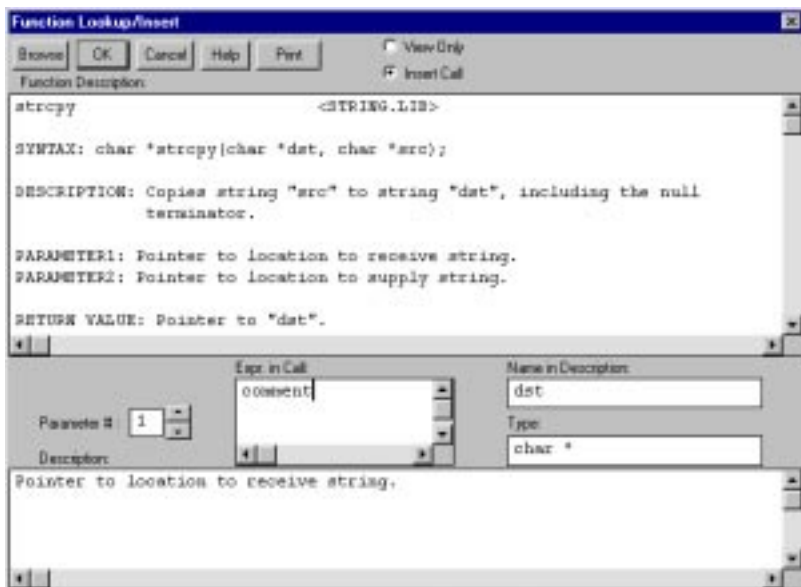 Function Lookup/Insert
Browse OK Cancel Help Print
View Only
Insert Call
Function Description:
strcpy <STRING.LIB>
SYNTAX: char *strcpy(char *dst, char *src);
DESCRIPTION: Copies string "src" to string "dst", including the null
terminator.
PARAMETER1: Pointer to location to receive string.
PARAMETER2: Pointer to location to supply string.
RETURN VALUE: Pointer to "dst".
Expr. in Call:
comment
Name in Description:
dst
Parameter #: 1
Type:
char *
Description:
Pointer to location to receive string.